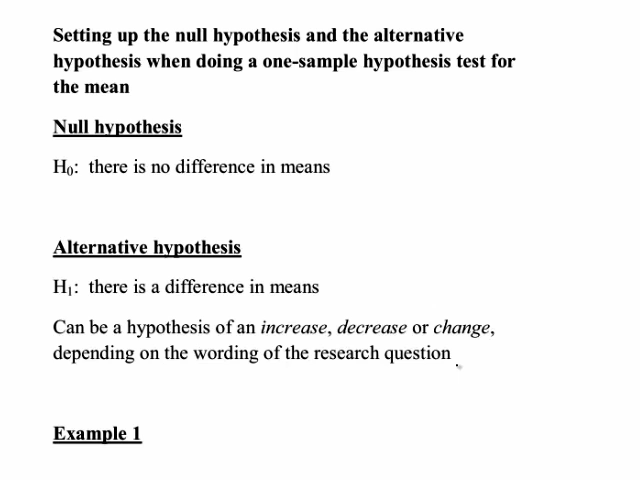 Setting up the null hypothesis and the alternative
hypothesis when doing a one-sample hypothesis test for
the mean
Null hypothesis
H₀: there is no difference in means
Alternative hypothesis
H₁: there is a difference in means
Can be a hypothesis of an increase, decrease or change,
depending on the wording of the research question
Example 1